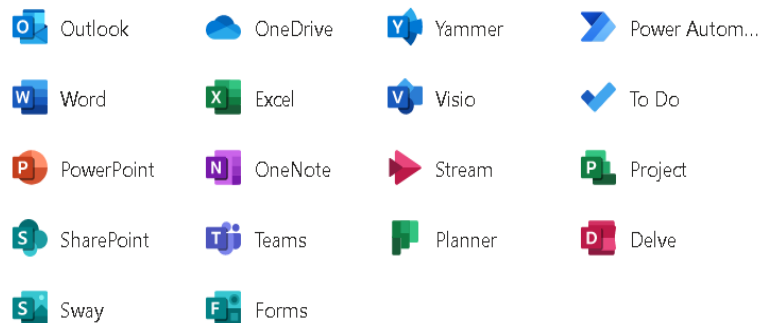 Outlook OneDrive Yammer Power Autom...
Word Excel Visio To Do
PowerPoint OneNote Stream Project
SharePoint Teams Planner Delve
Sway Forms